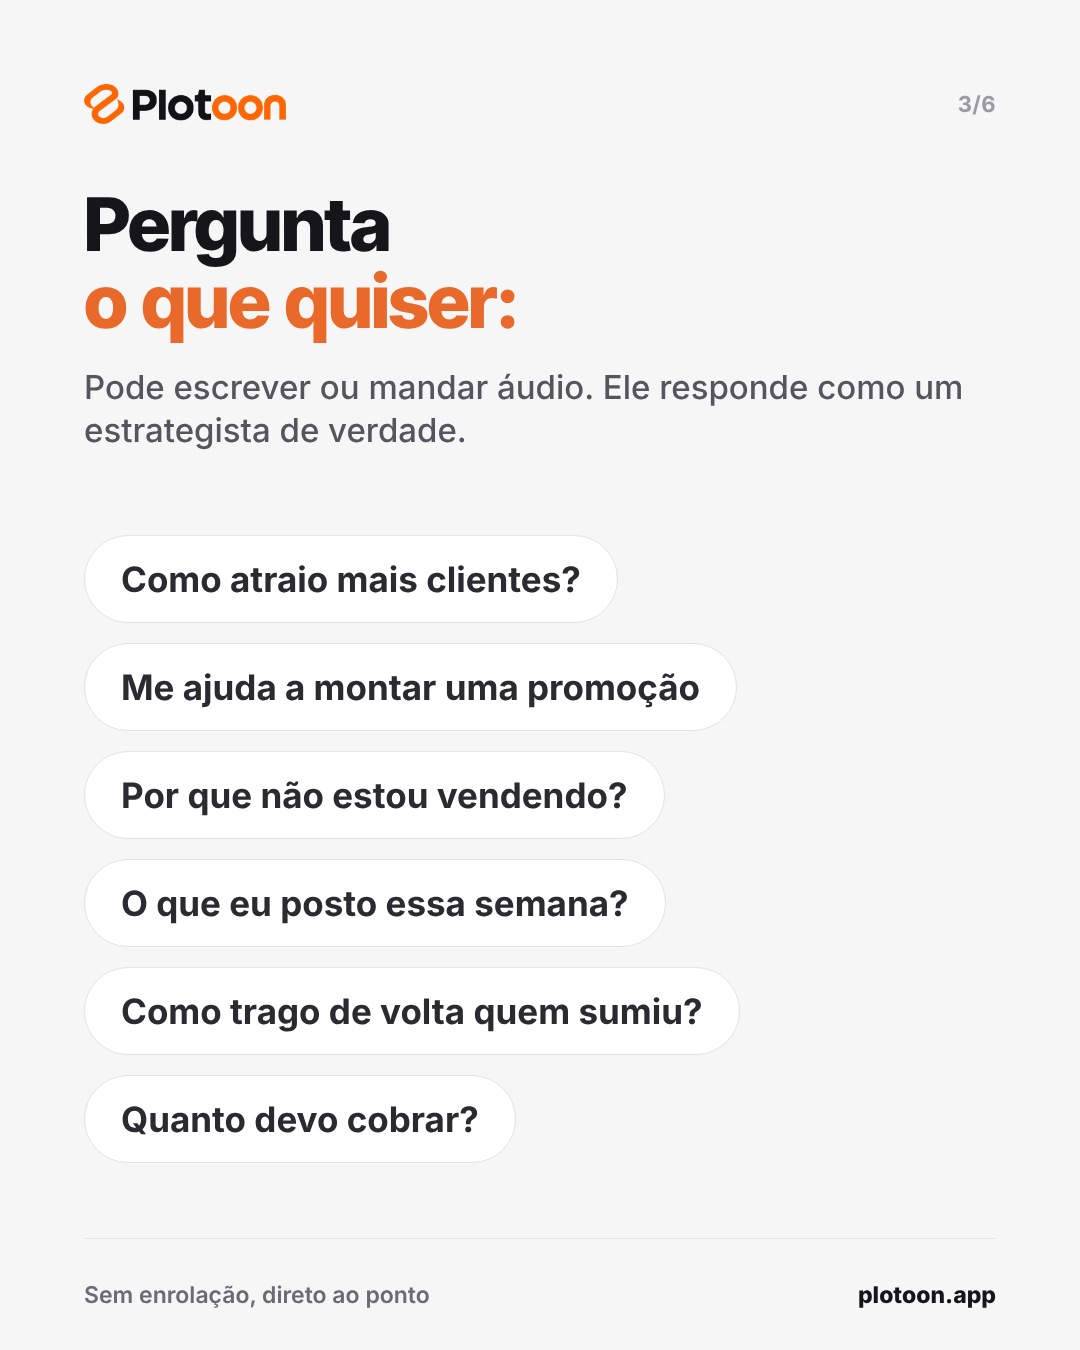 Plotoon
3/6
Pergunta
o que quiser:
Pode escrever ou mandar áudio. Ele responde como um
estrategista de verdade.
Como atraio mais clientes?
Me ajuda a montar uma promoção
Por que não estou vendendo?
O que eu posto essa semana?
Como trago de volta quem sumiu?
Quanto devo cobrar?
Sem enrolação, direto ao ponto
plotoon.app